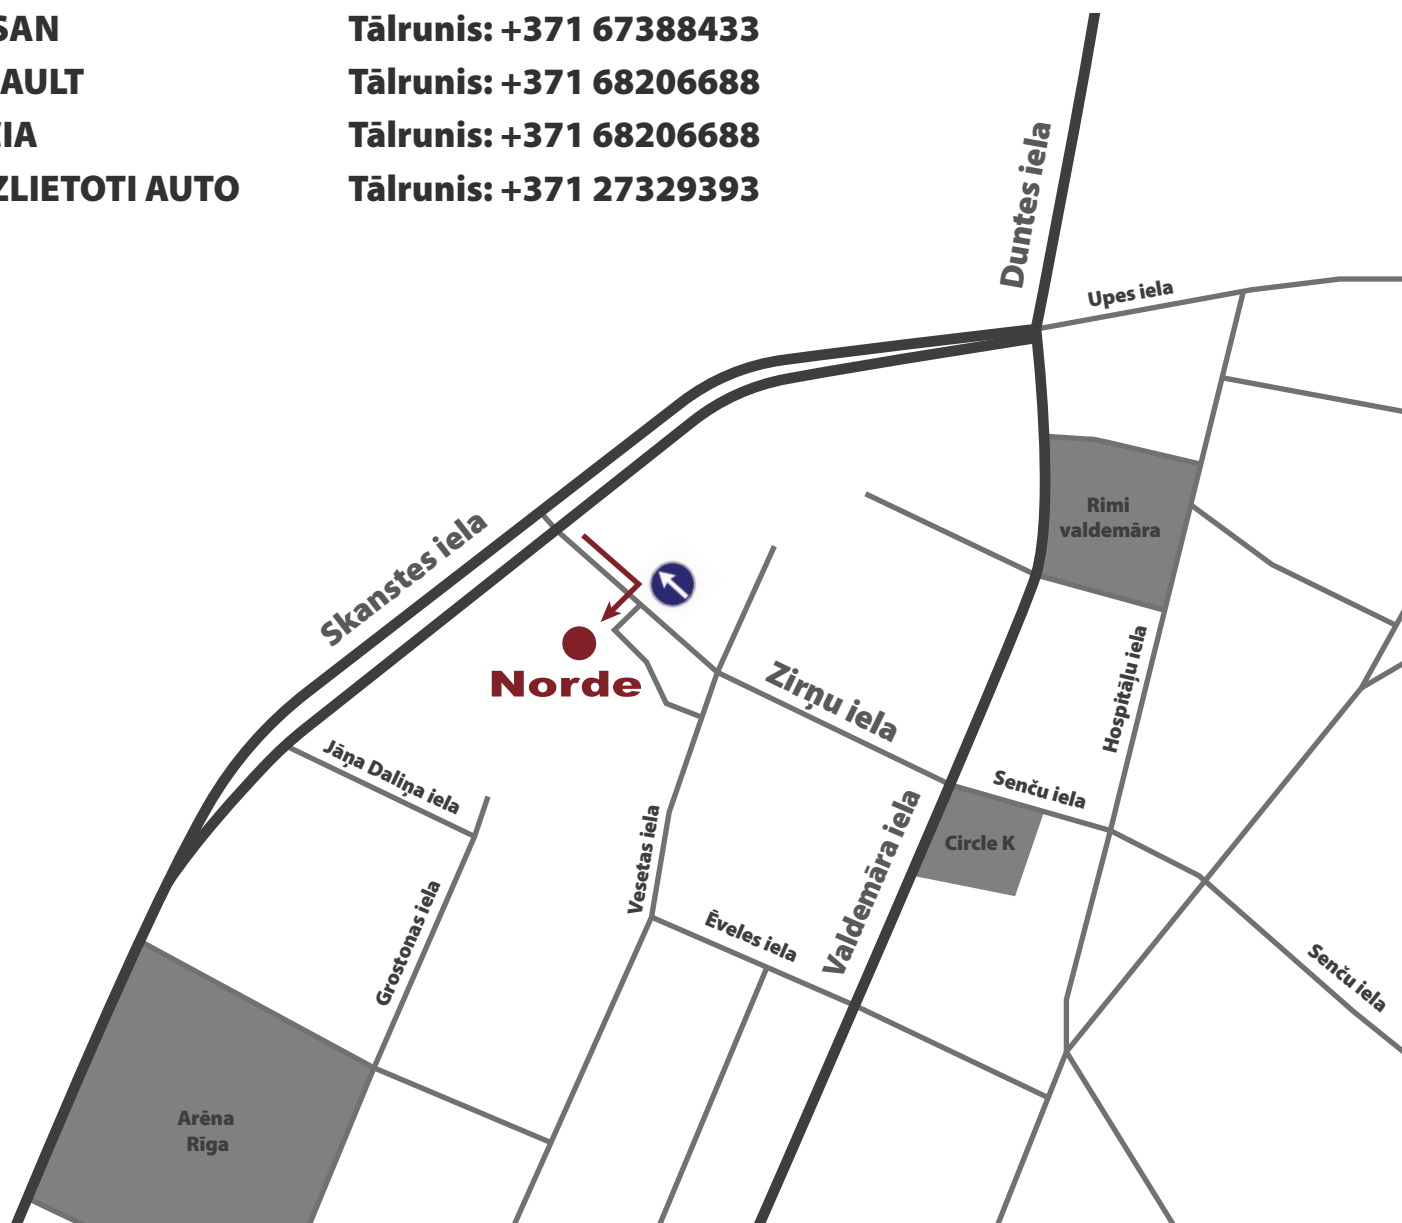 SAN Tālrunis: +371 67388433
AULT Tālrunis: +371 68206688
IA Tālrunis: +371 68206688
ZLIETOTI AUTO Tālrunis: +371 27329393
Duntes iela
Upes iela
Rimi
valdemāra
Skanstes iela
Norde
Zirņu iela
Hospitāļu iela
Jāņa Daliņa iela
Senču iela
Circle K
Vesetas iela
Valdemāra iela
Grostonas iela
Ēveles iela
Senču iela
Arēna
Rīga